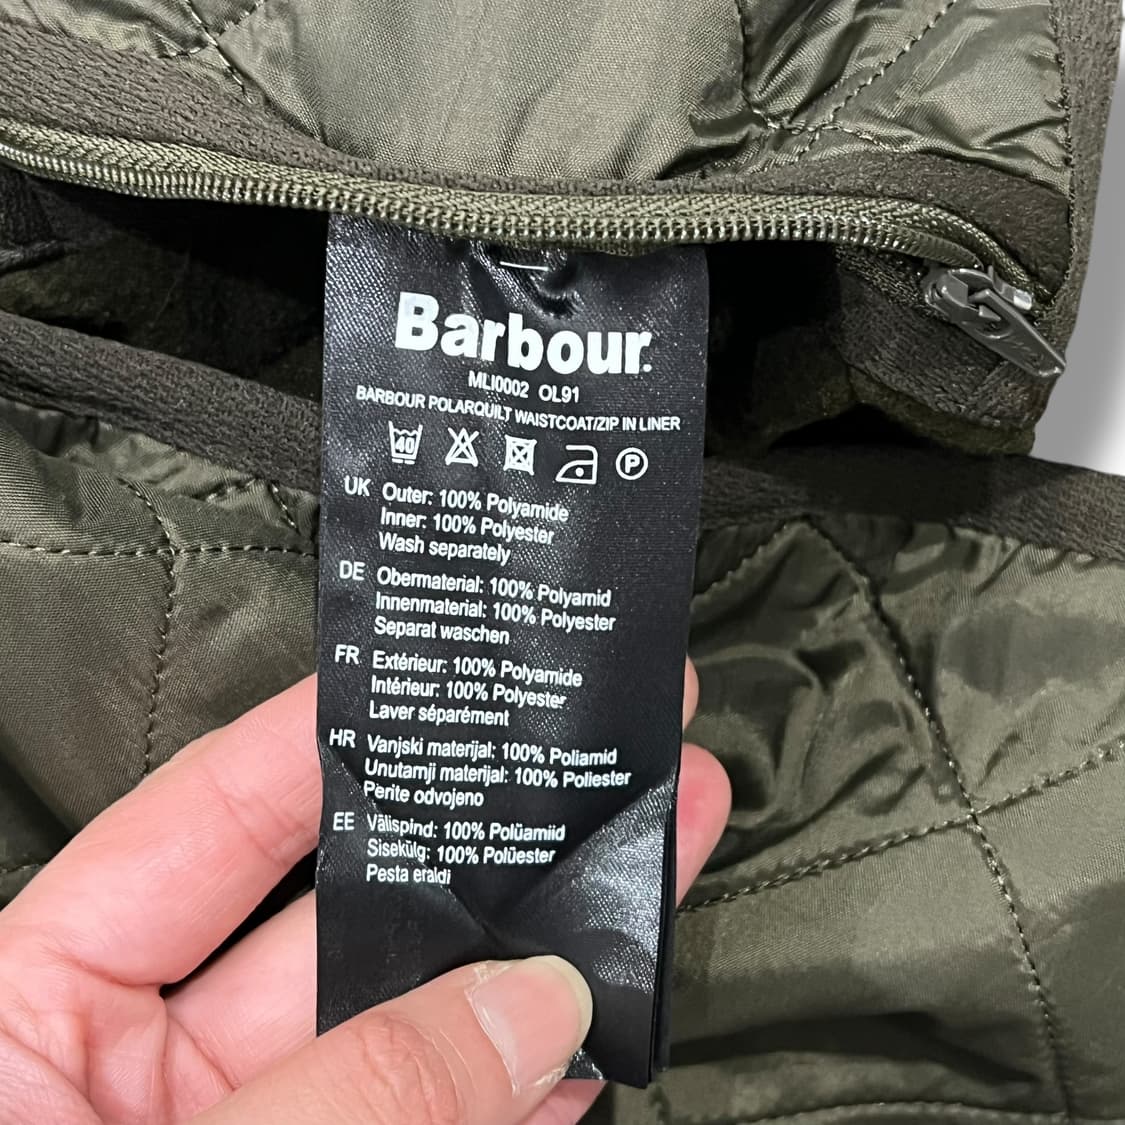 Barbour.
MLI0002 OL91
BARBOUR POLARQUILT WAISTCOAT/ZIP IN LINER
40 P
UK Outer: 100% Polyamide
Inner: 100% Polyester
Wash separately
DE Obermaterial: 100% Polyamid
Innenmaterial: 100% Polyester
Separat waschen
FR Extérieur: 100% Polyamide
Intérieur: 100% Polyester
Laver séparément
HR Vanjski materijal: 100% Poliamid
Unutarnji materijal: 100% Poliester
Perite odvojeno
EE Välispind: 100% Polüamiid
Sisekülg: 100% Polüester
Pesta eraldi